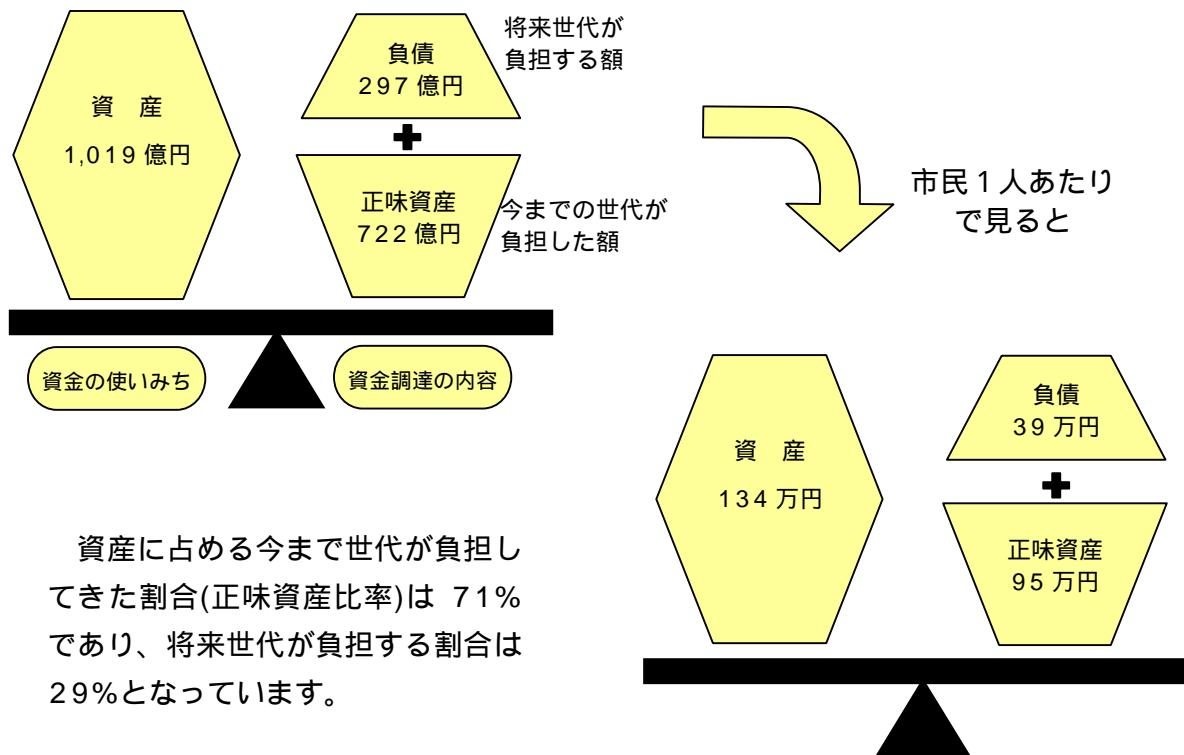 資　産
1,019 億円
負債
297 億円
将来世代が
負担する額
正味資産
722 億円
今までの世代が
負担した額
資金の使いみち
資金調達の内容
市民１人あたり
で見ると
資　産
134 万円
負債
39 万円
正味資産
95 万円
　資産に占める今まで世代が負担し
てきた割合(正味資産比率)は 71%
であり、将来世代が負担する割合は
29%となっています。